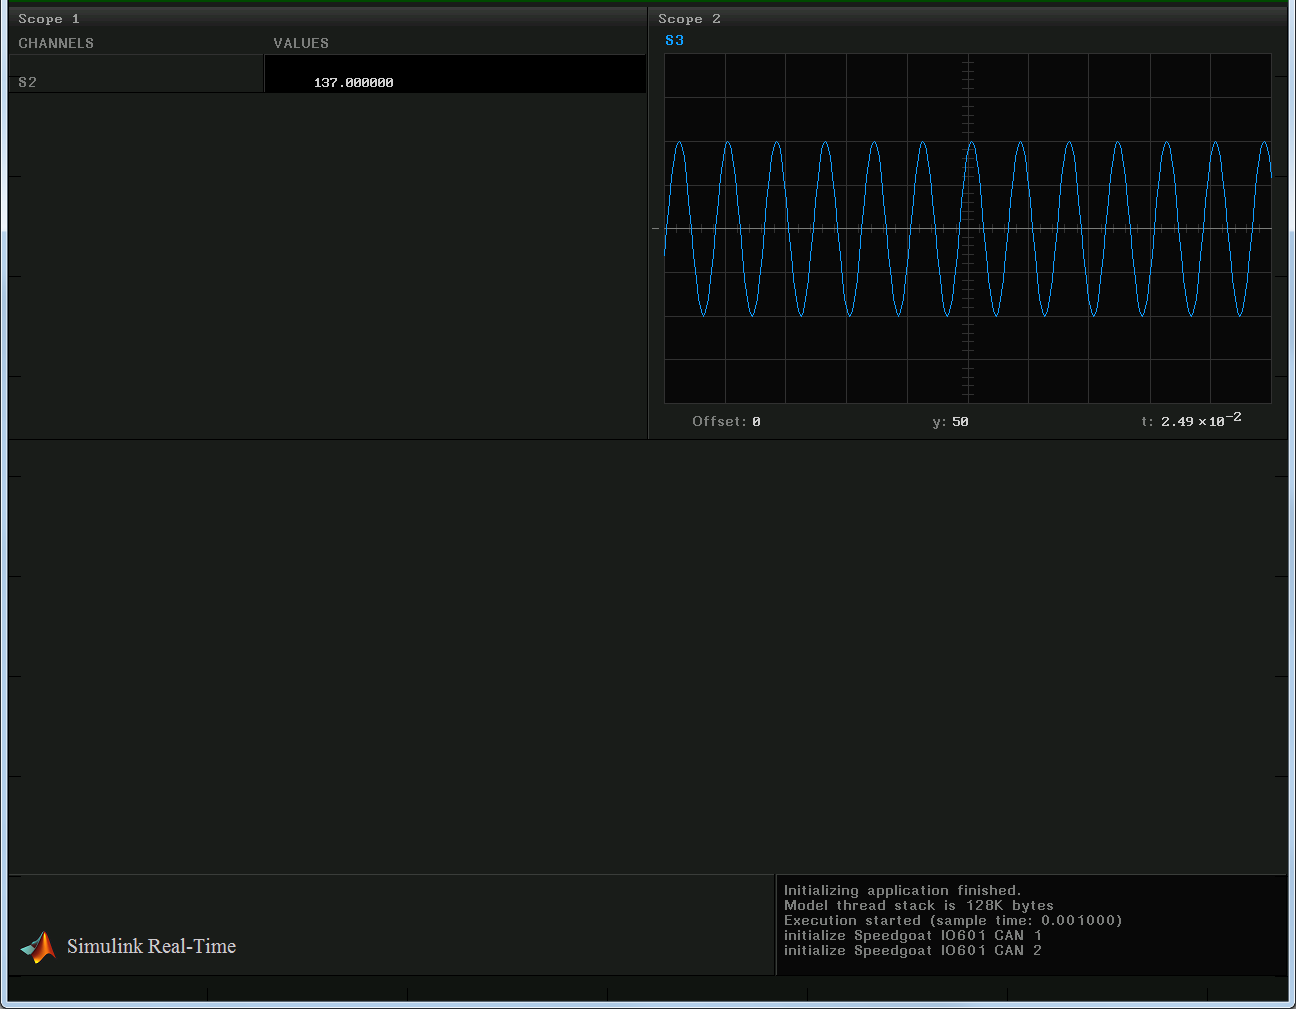 Scope 1
CHANNELS VALUES
S2 137.000000
Scope 2
S3
Offset: 0 y: 50 t: 2.49 ×10⁻²
Simulink Real-Time
Initializing application finished.
Model thread stack is 128K bytes
Execution started (sample time: 0.001000)
initialize Speedgoat IO601 CAN 1
initialize Speedgoat IO601 CAN 2